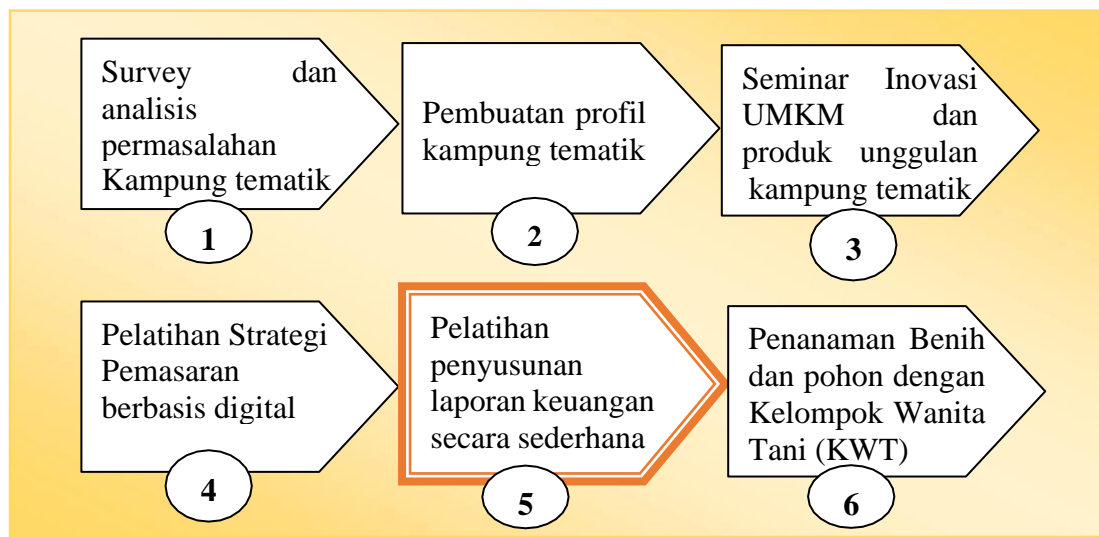 Survey dan
analisis
permasalahan
Kampung tematik
1
Pembuatan profil
kampung tematik
2
Seminar Inovasi
UMKM dan
produk unggulan
kampung tematik
3
Pelatihan Strategi
Pemasaran
berbasis digital
4
Pelatihan
penyusunan
laporan keuangan
secara sederhana
5
Penanaman Benih
dan pohon dengan
Kelompok Wanita
Tani (KWT)
6